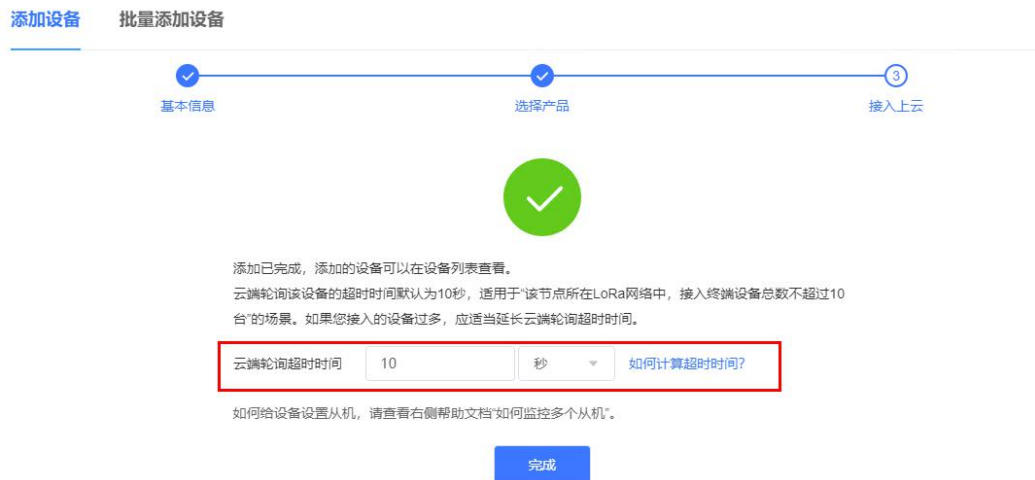 添加设备 批量添加设备
基本信息 选择产品 3 接入上云
添加已完成，添加的设备可以在设备列表查看。
云端轮询该设备的超时时间默认为10秒，适用于“该节点所在LoRa网络中，接入终端设备总数不超过10
台”的场景。如果您接入的设备过多，应适当延长云端轮询超时时间。
云端轮询超时时间 10 秒 如何计算超时时间？
如何给设备设置从机，请查看右侧帮助文档“如何监控多个从机”。
完成